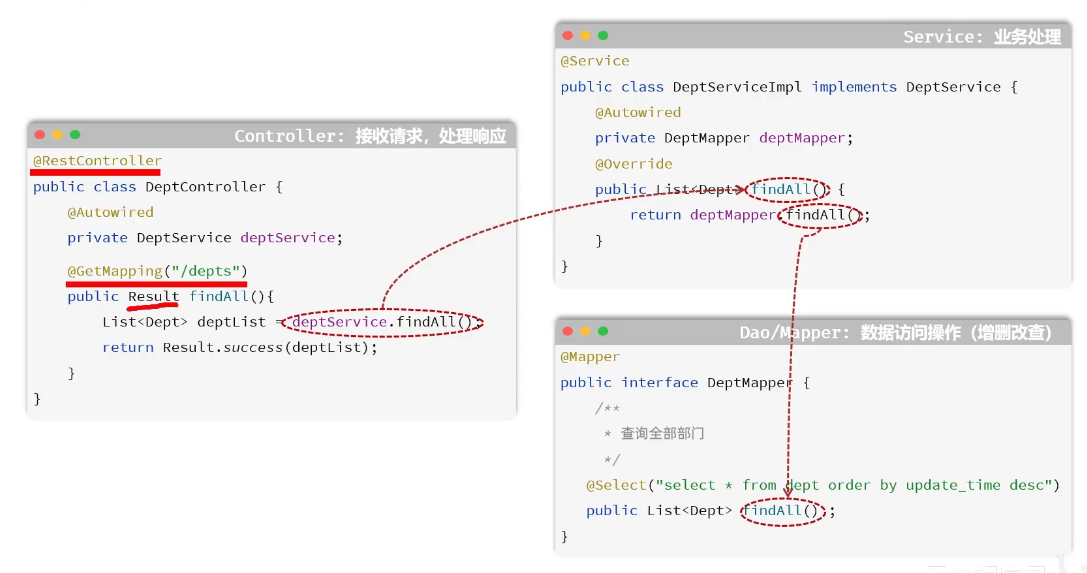 Controller: 接收请求，处理响应
@RestController
public class DeptController {
@Autowired
private DeptService deptService;
@GetMapping("/depts")
public Result findAll(){
List<Dept> deptList = deptService.findAll();
return Result.success(deptList);
}
}
Service: 业务处理
@Service
public class DeptServiceImpl implements DeptService {
@Autowired
private DeptMapper deptMapper;
@Override
public List<Dept> findAll() {
return deptMapper.findAll();
}
}
Dao/Mapper: 数据访问操作（增删改查）
@Mapper
public interface DeptMapper {
/**
* 查询全部部门
*/
@Select("select * from dept order by update_time desc")
public List<Dept> findAll() ;
}